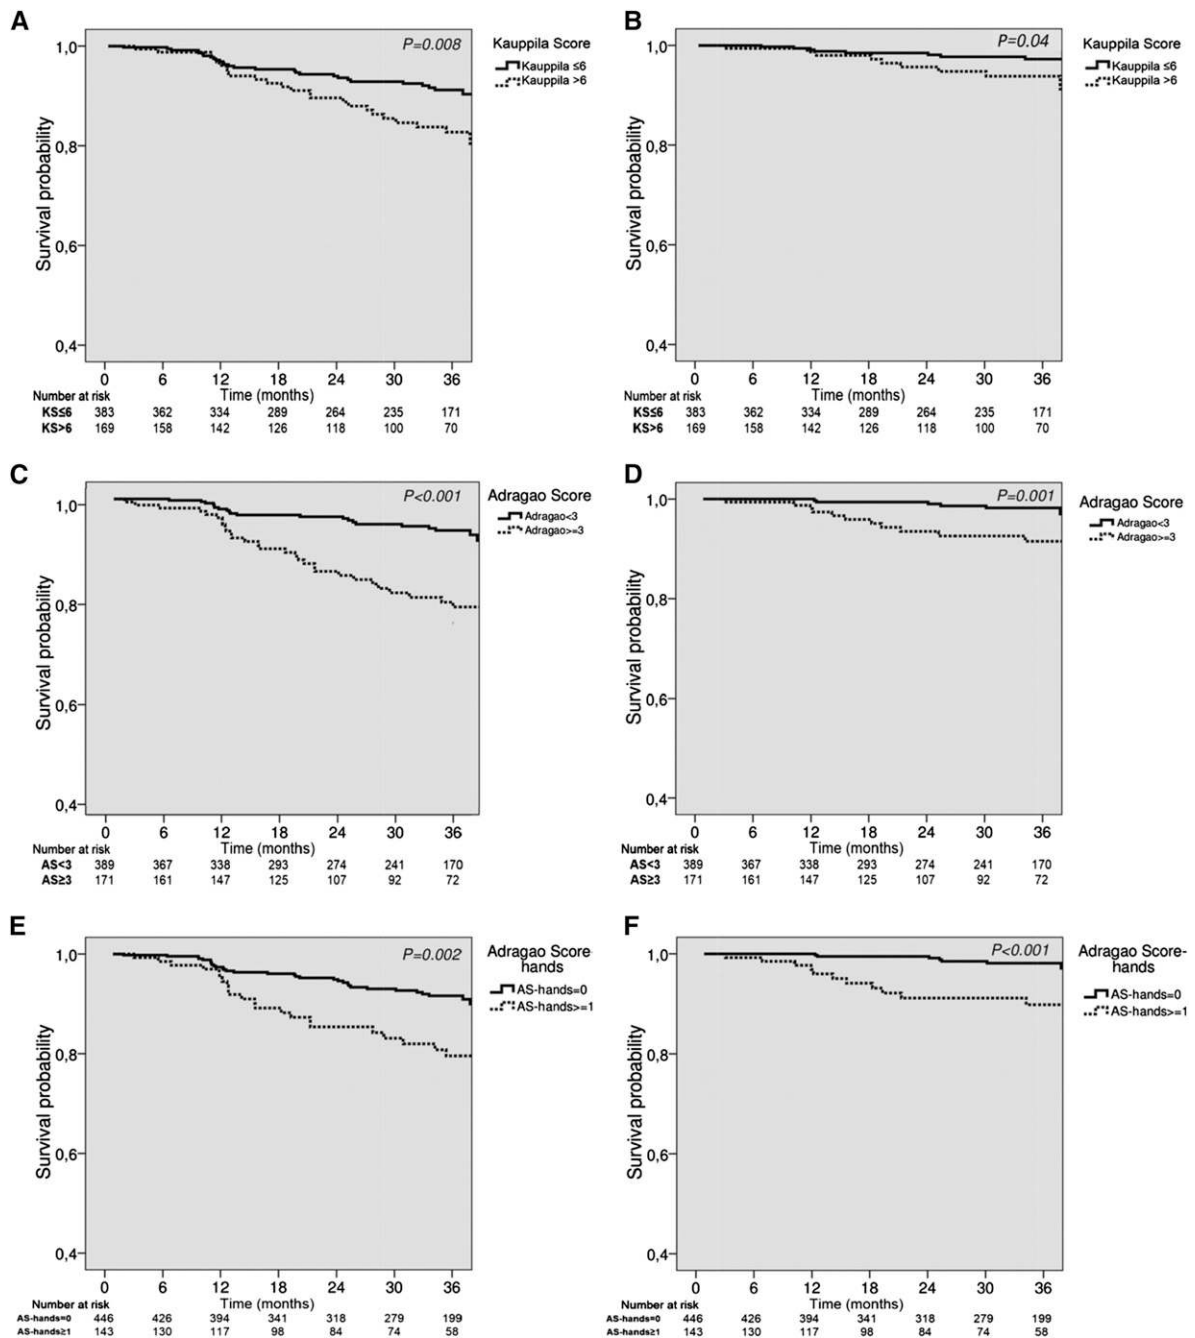 A
P=0.008
Kauppila Score
Kauppila ≤6
Kauppila >6
Survival probability
1,0
0,8
0,6
0,4
0 6 12 18 24 30 36
Number at risk
Time (months)
KS≤6 383 362 334 289 264 235 171
KS>6 169 158 142 126 118 100 70
B
P=0.04
Kauppila Score
Kauppila ≤6
Kauppila >6
Survival probability
1,0
0,8
0,6
0,4
0 6 12 18 24 30 36
Number at risk
Time (months)
KS≤6 383 362 334 289 264 235 171
KS>6 169 158 142 126 118 100 70
C
P<0.001
Adragao Score
Adragao<3
Adragao>=3
Survival probability
1,0
0,8
0,6
0,4
0 6 12 18 24 30 36
Number at risk
Time (months)
AS<3 389 367 338 293 274 241 170
AS≥3 171 161 147 125 107 92 72
D
P=0.001
Adragao Score
Adragao<3
Adragao>=3
Survival probability
1,0
0,8
0,6
0,4
0 6 12 18 24 30 36
Number at risk
Time (months)
AS<3 389 367 338 293 274 241 170
AS≥3 171 161 147 125 107 92 72
E
P=0.002
Adragao Score
hands
AS-hands=0
AS-hands>=1
Survival probability
1,0
0,8
0,6
0,4
0 6 12 18 24 30 36
Number at risk
Time (months)
AS-hands=0 446 426 394 341 318 279 199
AS-hands≥1 143 130 117 98 84 74 58
F
P<0.001
Adragao Score-
hands
AS-hands=0
AS-hands>=1
Survival probability
1,0
0,8
0,6
0,4
0 6 12 18 24 30 36
Number at risk
Time (months)
AS-hands=0 446 426 394 341 318 279 199
AS-hands≥1 143 130 117 98 84 74 58